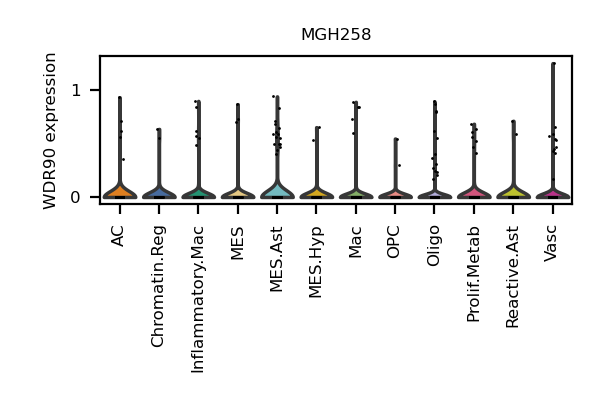 MGH258
WDR90 expression
1
0
AC
Chromatin.Reg
Inflammatory.Mac
MES
MES.Ast
MES.Hyp
Mac
OPC
Oligo
Prolif.Metab
Reactive.Ast
Vasc